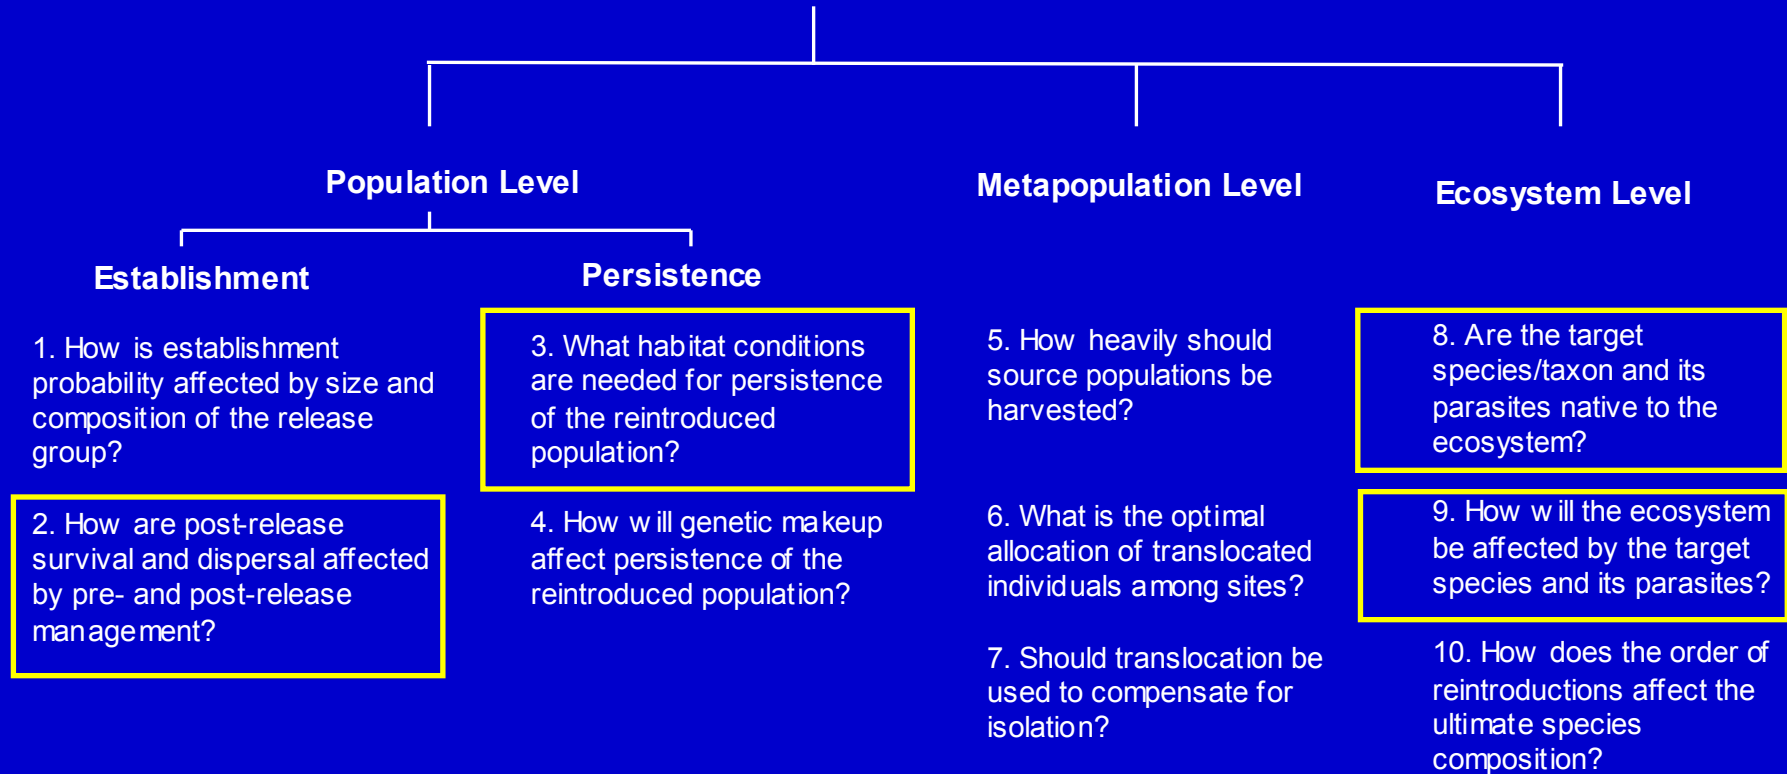 Population Level
Metapopulation Level
Ecosystem Level
Establishment
Persistence
1. How is establishment
probability affected by size and
composition of the release
group?
2. How are post-release
survival and dispersal affected
by pre- and post-release
management?
3. What habitat conditions
are needed for persistence
of the reintroduced
population?
4. How will genetic makeup
affect persistence of the
reintroduced population?
5. How heavily should
source populations be
harvested?
6. What is the optimal
allocation of translocated
individuals among sites?
7. Should translocation be
used to compensate for
isolation?
8. Are the target
species/taxon and its
parasites native to the
ecosystem?
9. How will the ecosystem
be affected by the target
species and its parasites?
10. How does the order of
reintroductions affect the
ultimate species
composition?